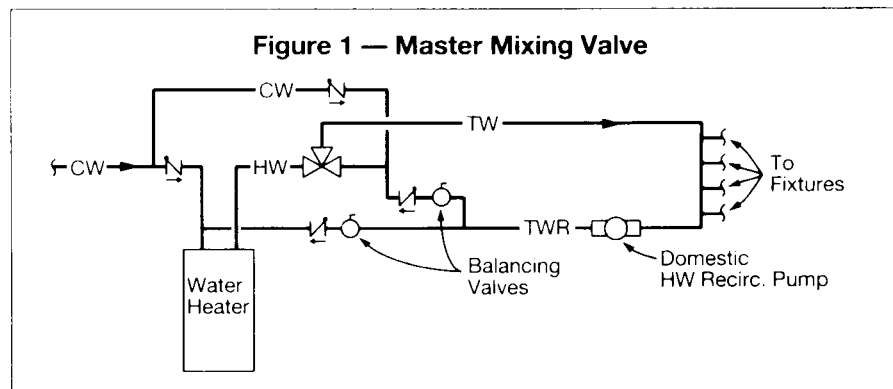 Figure 1 — Master Mixing Valve
CW
TW
CW
HW
To
Fixtures
TWR
Balancing
Valves
Domestic
HW Recirc. Pump
Water
Heater